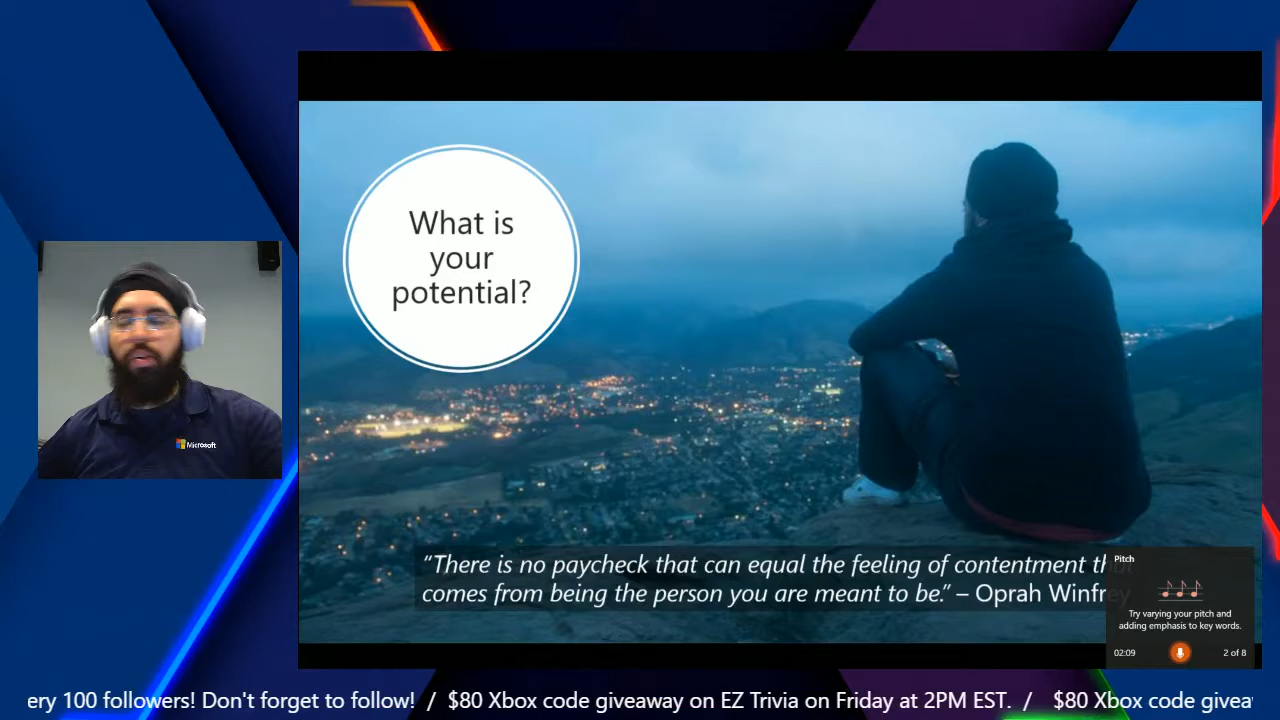 What is
your
potential?
Microsoft
“There is no paycheck that can equal the feeling of contentment that
comes from being the person you are meant to be.” – Oprah Winfrey
Pitch
Try varying your pitch and
adding emphasis to key words.
02:09
2 of 8
ery 100 followers! Don't forget to follow! / $80 Xbox code giveaway on EZ Trivia on Friday at 2PM EST. / $80 Xbox code givea